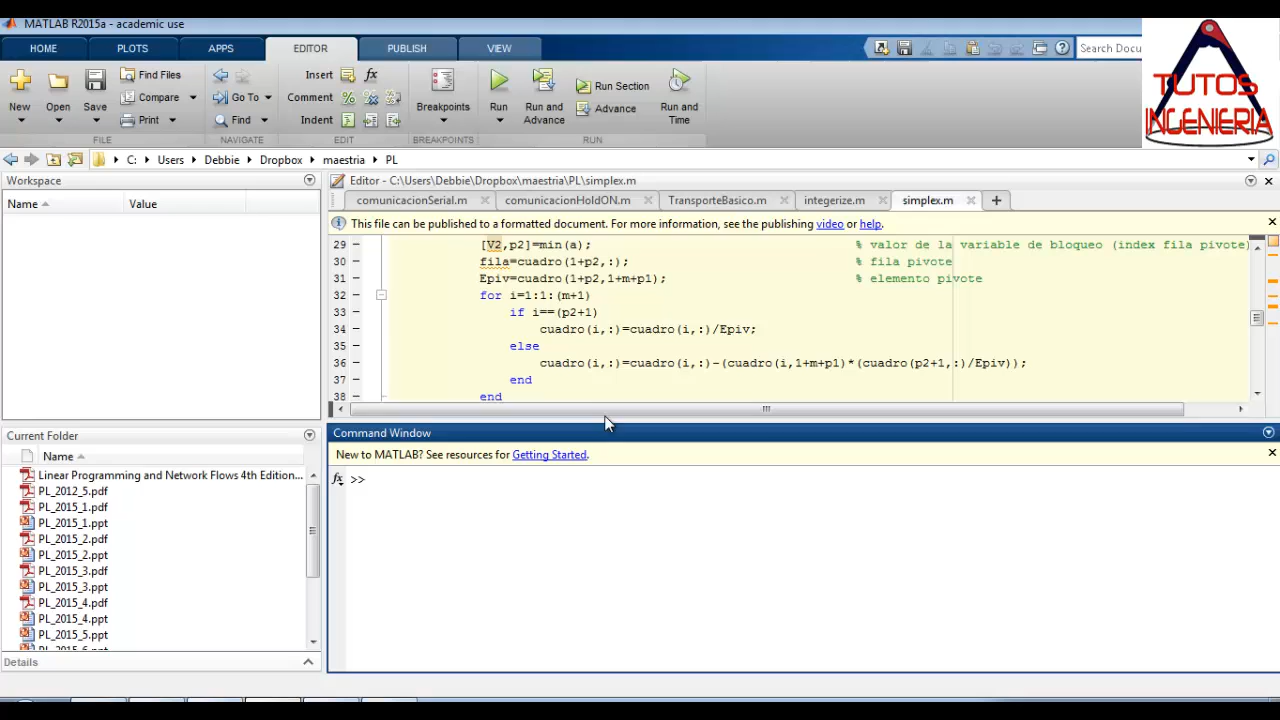 MATLAB R2015a - academic use
HOME PLOTS APPS EDITOR PUBLISH VIEW
Search Docu
TUTOS
INGENIERIA
New Open Save
Find Files
Compare
Print
Go To
Find
Insert
Comment
Indent
Breakpoints
Run
Run and Advance
Run Section
Advance
Run and Time
FILE NAVIGATE EDIT BREAKPOINTS RUN
C: Users Debbie Dropbox maestria PL
Workspace
Name Value
Editor - C:\Users\Debbie\Dropbox\maestria\PL\simplex.m
comunicacionSerial.m comunicacionHoldON.m TransporteBasico.m integerize.m simplex.m
This file can be published to a formatted document. For more information, see the publishing video or help.
29 [V2,p2]=min(a); % valor de la variable de bloqueo (index fila pivote)
30 fila=cuadro(1+p2,:); % fila pivote
31 Epiv=cuadro(1+p2,1+m+p1); % elemento pivote
32 for i=1:1:(m+1)
33 if i==(p2+1)
34 cuadro(i,:)=cuadro(i,:)/Epiv;
35 else
36 cuadro(i,:)=cuadro(i,:)-(cuadro(i,1+m+p1)*(cuadro(p2+1,:)/Epiv));
37 end
38 end
Current Folder
Name
Linear Programming and Network Flows 4th Edition...
PL_2012_5.pdf
PL_2015_1.pdf
PL_2015_1.ppt
PL_2015_2.pdf
PL_2015_2.ppt
PL_2015_3.pdf
PL_2015_3.ppt
PL_2015_4.pdf
PL_2015_4.ppt
PL_2015_5.ppt
PL_2015_6.ppt
Details
Command Window
New to MATLAB? See resources for Getting Started.
fx >>